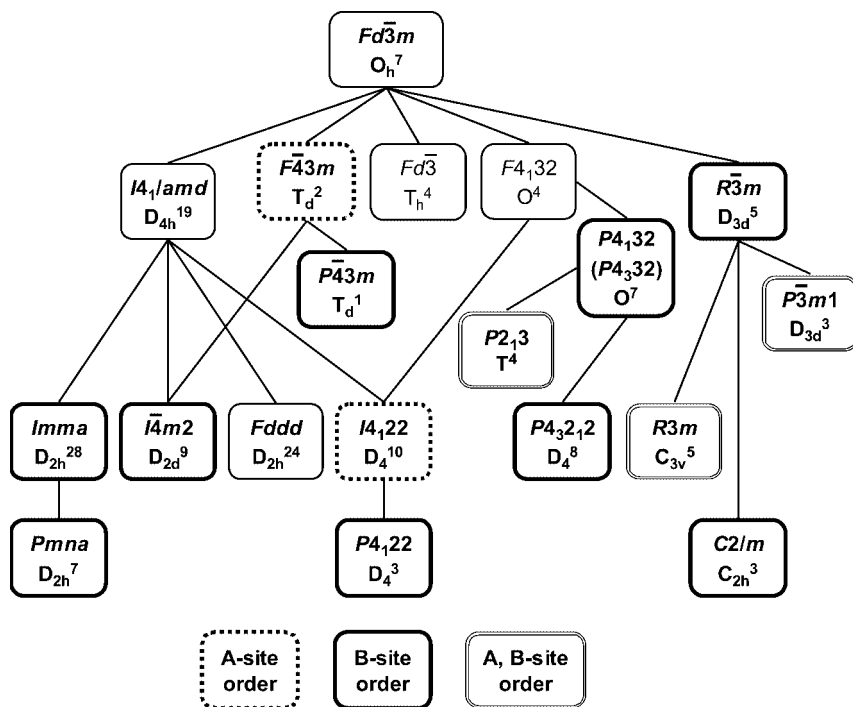 Fd3̅m
Oₕ⁷
I4₁/amd
D₄ₕ¹⁹
F4̅3m
T_d²
Fd3̅
Tₕ⁴
F4₁32
O⁴
R3̅m
D₃d⁵
P4̅3m
T_d¹
P4₁32
(P4₃32)
O⁷
P2₁3
T⁴
P3̅m1
D₃d³
Imma
D₂ₕ²⁸
I4̅m2
D₂d⁹
Fddd
D₂ₕ²⁴
I4₁22
D₄¹⁰
P4₃2₁2
D₄⁸
R3m
C₃ᵥ⁵
Pmna
D₂ₕ⁷
P4₁22
D₄³
C2/m
C₂ₕ³
A-site
order
B-site
order
A, B-site
order